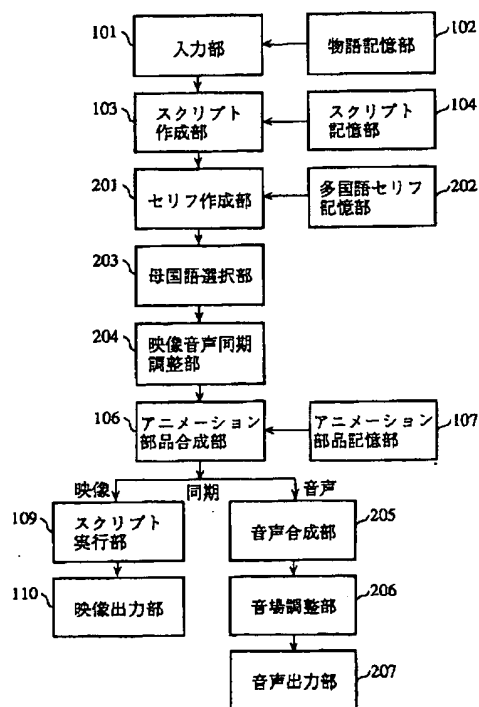 101
入力部
物語記憶部
102
103
スクリプト
作成部
スクリプト
記憶部
104
201
セリフ作成部
多国語セリフ
記憶部
202
203
母国語選択部
204
映像音声同期
調整部
106
アニメーション
部品合成部
アニメーション
部品記憶部
107
映像
同期
音声
109
スクリプト
実行部
音声合成部
205
110
映像出力部
音場調整部
206
音声出力部
207